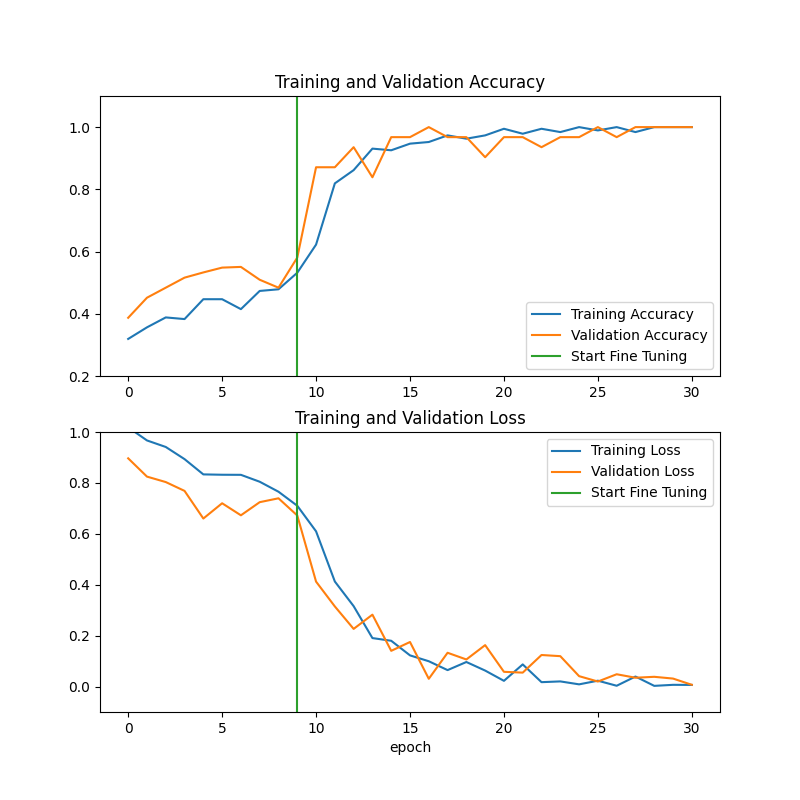 Training and Validation Accuracy
1.0
0.8
0.6
0.4
0.2
Training Accuracy
Validation Accuracy
Start Fine Tuning
0 5 10 15 20 25 30
Training and Validation Loss
1.0
0.8
0.6
0.4
0.2
0.0
Training Loss
Validation Loss
Start Fine Tuning
0 5 10 15 20 25 30
epoch